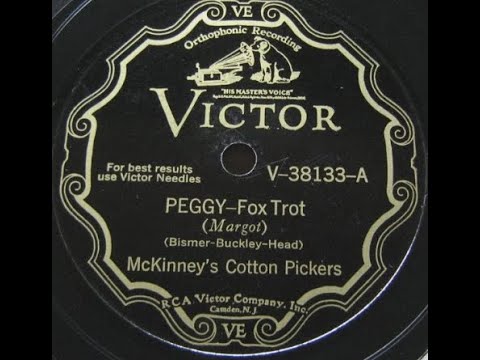 VE
Orthophonic Recording
"HIS MASTER'S VOICE"
VICTOR
For best results
use Victor Needles
V-38133-A
PEGGY-Fox Trot
(Margot)
(Bismer-Buckley-Head)
McKinney's Cotton Pickers
RCA Victor Company, Inc.
Camden, N.J.
VE